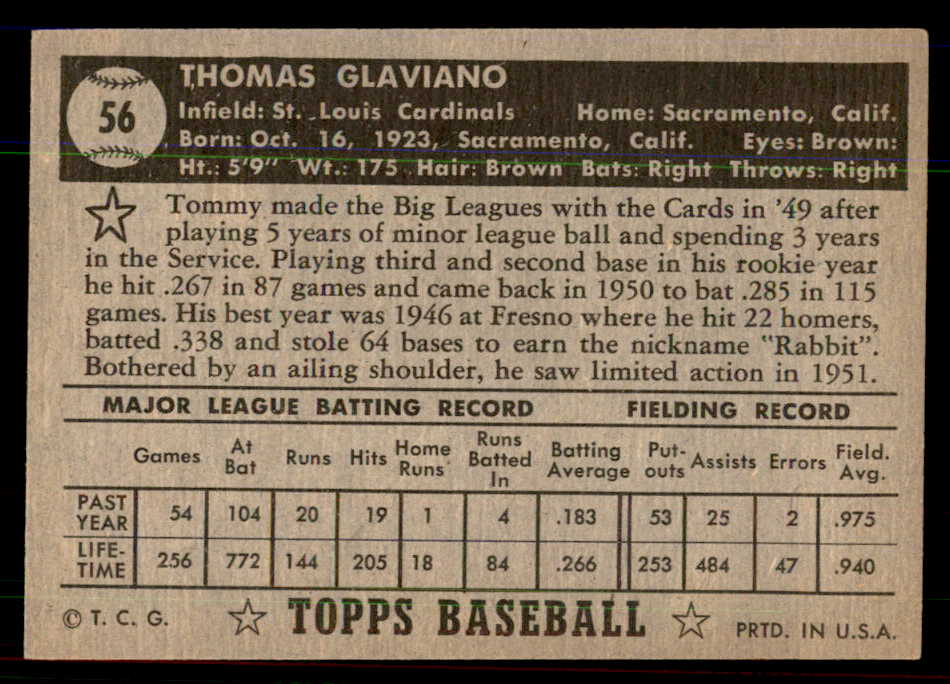 56
THOMAS GLAVIANO
Infield: St. Louis Cardinals Home: Sacramento, Calif.
Born: Oct. 16, 1923, Sacramento, Calif. Eyes: Brown:
Ht.: 5'9" Wt.: 175 Hair: Brown Bats: Right Throws: Right
Tommy made the Big Leagues with the Cards in '49 after
playing 5 years of minor league ball and spending 3 years
in the Service. Playing third and second base in his rookie year
he hit .267 in 87 games and came back in 1950 to bat .285 in 115
games. His best year was 1946 at Fresno where he hit 22 homers,
batted .338 and stole 64 bases to earn the nickname "Rabbit".
Bothered by an ailing shoulder, he saw limited action in 1951.
MAJOR LEAGUE BATTING RECORD FIELDING RECORD
Games At Bat Runs Hits Home Runs Runs Batted In Batting Average Put-outs Assists Errors Field. Avg.
PAST YEAR 54 104 20 19 1 4 .183 53 25 2 .975
LIFE-TIME 256 772 144 205 18 84 .266 253 484 47 .940
© T. C. G. TOPPS BASEBALL PRTD. IN U.S.A.